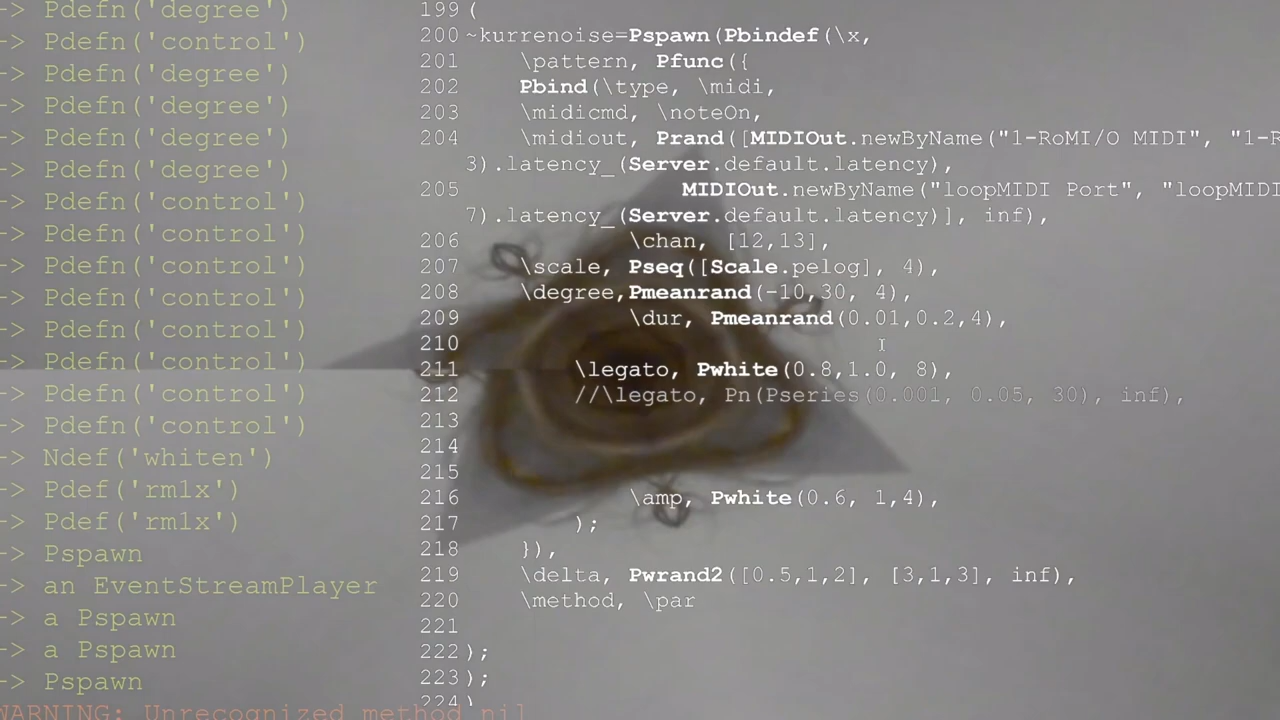 -> Pdefn('degree')
-> Pdefn('control')
-> Pdefn('degree')
-> Pdefn('degree')
-> Pdefn('degree')
-> Pdefn('degree')
-> Pdefn('control')
-> Pdefn('control')
-> Pdefn('control')
-> Pdefn('control')
-> Pdefn('control')
-> Pdefn('control')
-> Pdefn('control')
-> Pdefn('control')
-> Ndef('whiten')
-> Pdef('rm1x')
-> Pdef('rm1x')
-> Pspawn
-> an EventStreamPlayer
-> a Pspawn
-> a Pspawn
-> Pspawn
WARNING: Unrecognized method nil
199 (
200 ~kurrenoise=Pspawn(Pbindef(\x,
201 \pattern, Pfunc({
202 Pbind(\type, \midi,
203 \midicmd, \noteOn,
204 \midiout, Prand([MIDIOut.newByName("1-RoMI/O MIDI", "1-R
3).latency_(Server.default.latency),
205 MIDIOut.newByName("loopMIDI Port", "loopMIDI
7).latency_(Server.default.latency)], inf),
206 \chan, [12,13],
207 \scale, Pseq([Scale.pelog], 4),
208 \degree,Pmeanrand(-10,30, 4),
209 \dur, Pmeanrand(0.01,0.2,4),
210
211 \legato, Pwhite(0.8,1.0, 8),
212 //\legato, Pn(Pseries(0.001, 0.05, 30), inf),
213
214
215
216 \amp, Pwhite(0.6, 1,4),
217 );
218 }),
219 \delta, Pwrand2([0.5,1,2], [3,1,3], inf),
220 \method, \par
221
222 );
223 );
224 )